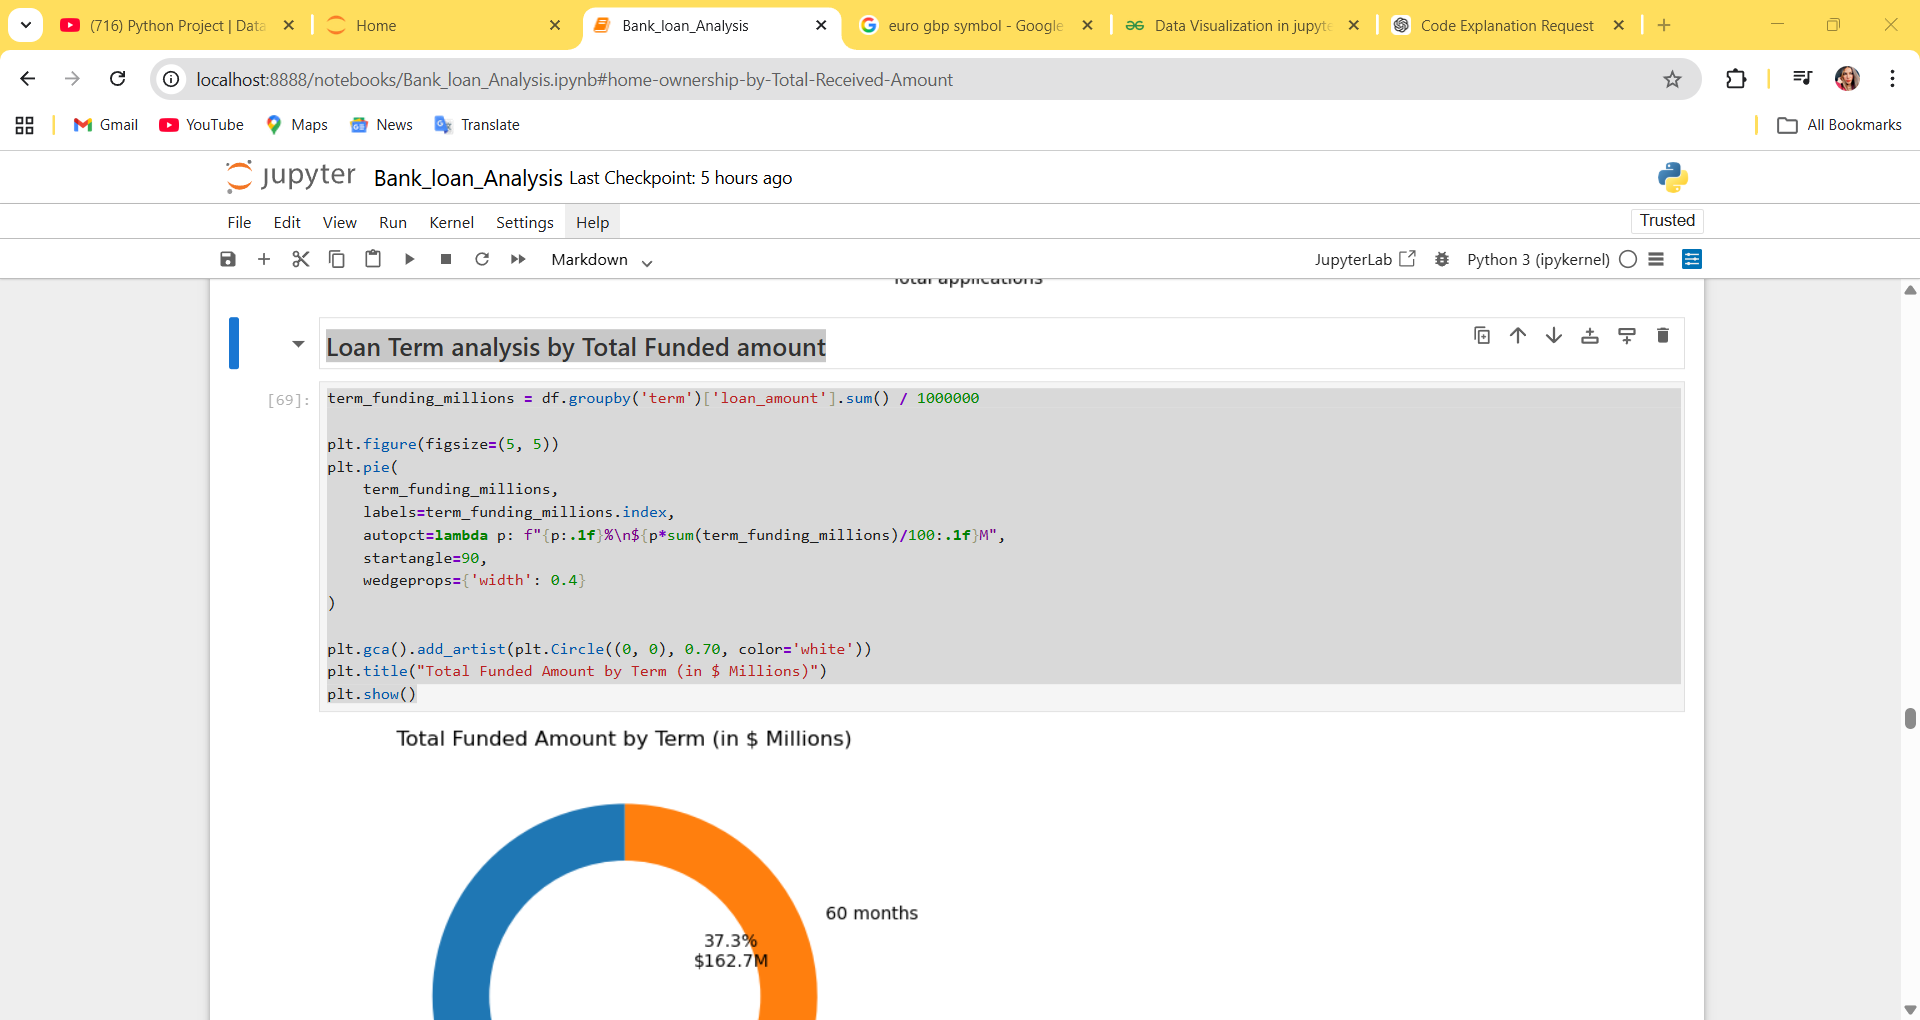 (716) Python Project | Data
Home
Bank_loan_Analysis
euro gbp symbol - Google
Data Visualization in jupyte
Code Explanation Request
localhost:8888/notebooks/Bank_loan_Analysis.ipynb#home-ownership-by-Total-Received-Amount
Gmail
YouTube
Maps
News
Translate
All Bookmarks
jupyter Bank_loan_Analysis Last Checkpoint: 5 hours ago
File Edit View Run Kernel Settings Help
Trusted
Markdown
JupyterLab
Python 3 (ipykernel)
Total applications
Loan Term analysis by Total Funded amount
[69]:
term_funding_millions = df.groupby('term')['loan_amount'].sum() / 1000000
plt.figure(figsize=(5, 5))
plt.pie(
    term_funding_millions,
    labels=term_funding_millions.index,
    autopct=lambda p: f"{p:.1f}%\n${p*sum(term_funding_millions)/100:.1f}M",
    startangle=90,
    wedgeprops={'width': 0.4}
)
plt.gca().add_artist(plt.Circle((0, 0), 0.70, color='white'))
plt.title("Total Funded Amount by Term (in $ Millions)")
plt.show()
Total Funded Amount by Term (in $ Millions)
60 months
37.3%
$162.7M